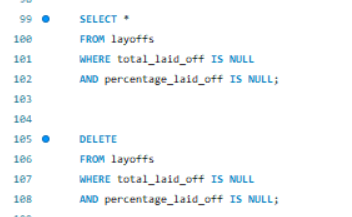 99 SELECT *
100 FROM layoffs
101 WHERE total_laid_off IS NULL
102 AND percentage_laid_off IS NULL;
103
104
105 DELETE
106 FROM layoffs
107 WHERE total_laid_off IS NULL
108 AND percentage_laid_off IS NULL;